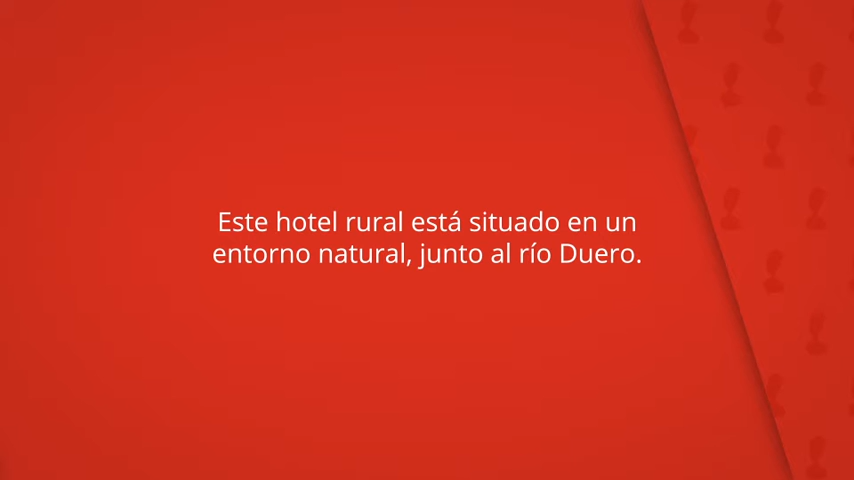 Este hotel rural está situado en un
entorno natural, junto al río Duero.